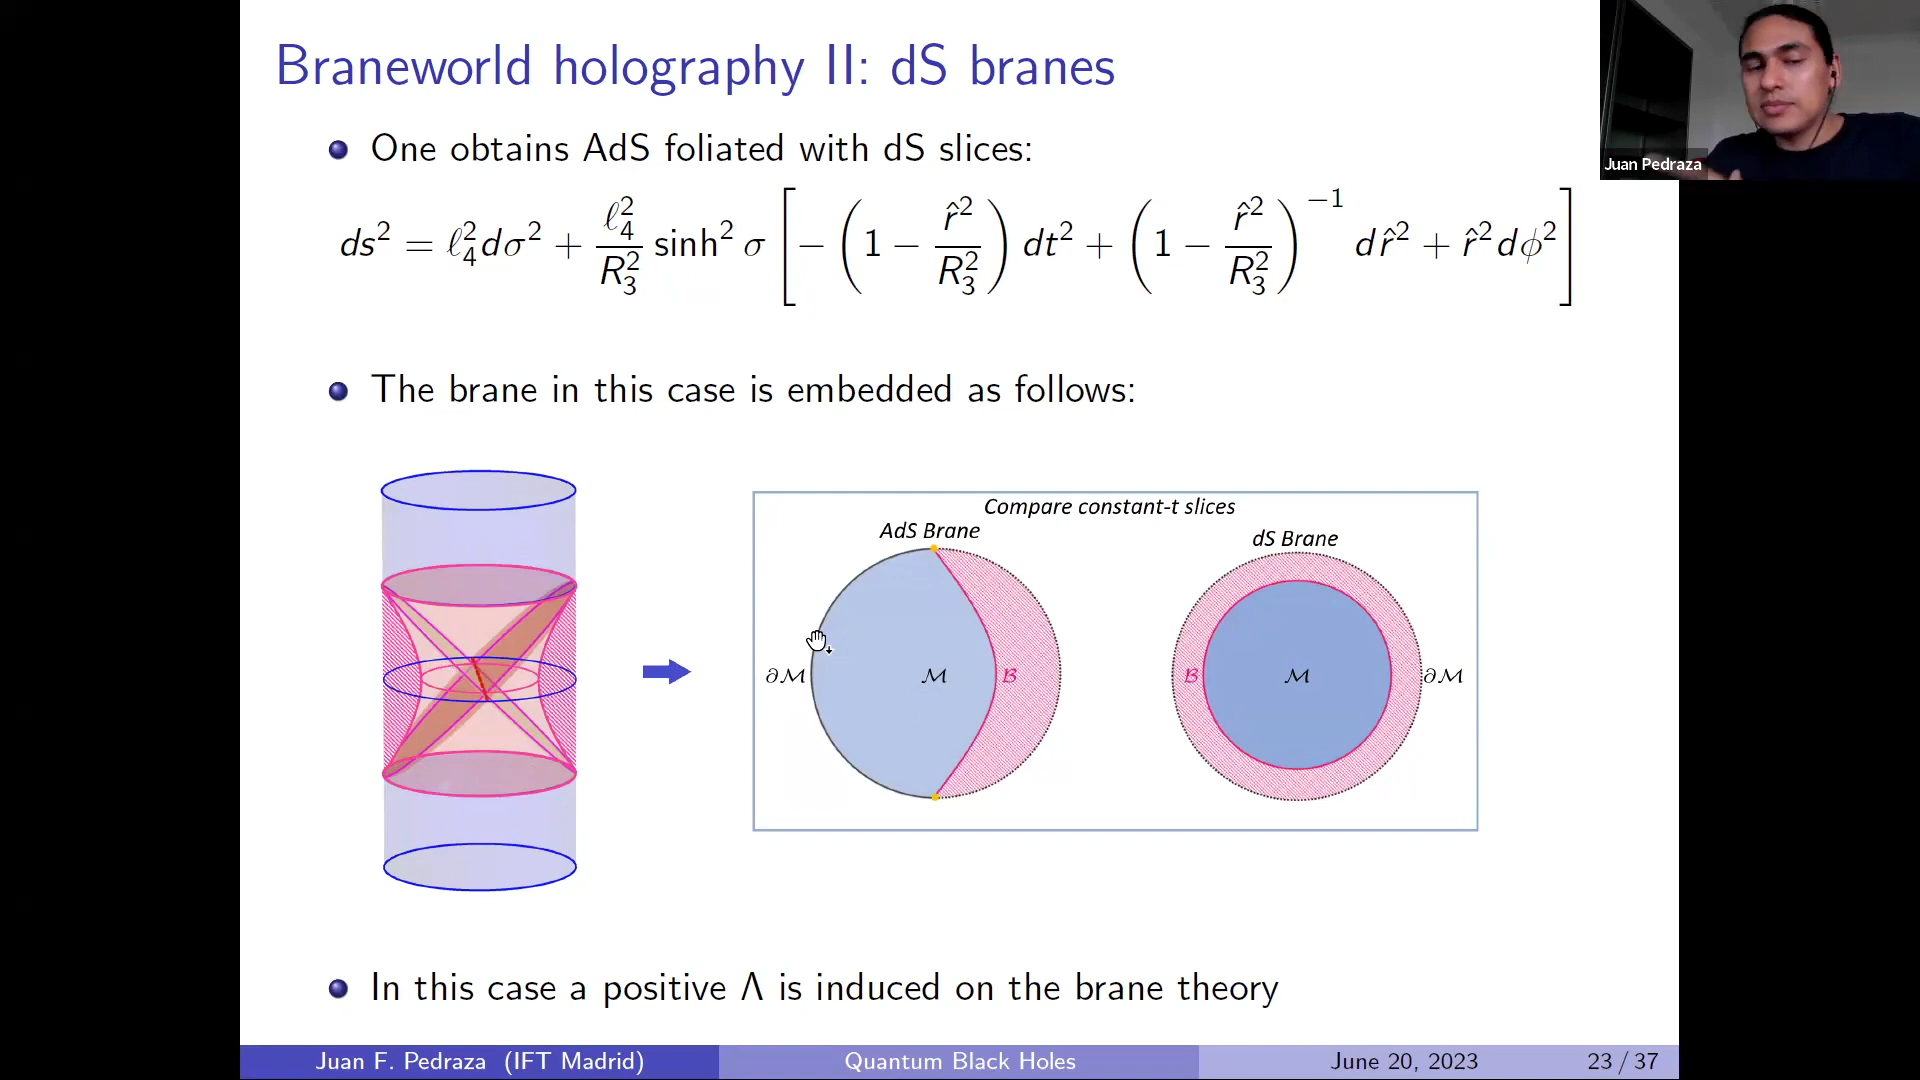 Braneworld holography II: dS branes
Juan Pedraza
One obtains AdS foliated with dS slices:
ds² = ℓ₄²dσ² + ℓ₄²/R₃² sinh² σ [ − ( 1 − r̂²/R₃² ) dt² + ( 1 − r̂²/R₃² )⁻¹ dr̂² + r̂²dϕ² ]
The brane in this case is embedded as follows:
Compare constant-t slices
AdS Brane
dS Brane
∂ℳ ℳ ℬ ℬ ℳ ∂ℳ
In this case a positive Λ is induced on the brane theory
Juan F. Pedraza (IFT Madrid) Quantum Black Holes June 20, 2023 23 / 37